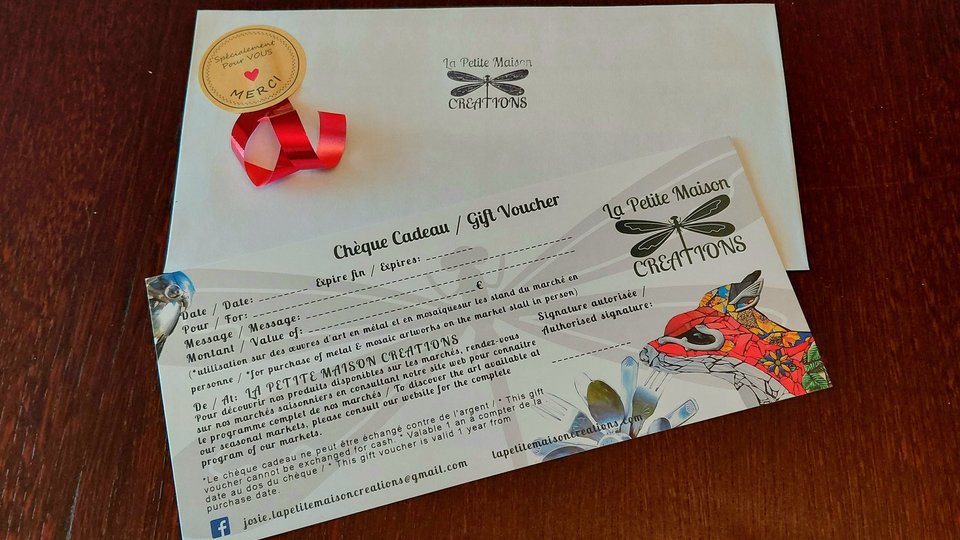 Spécialement
Pour VOUS
MERCI
La Petite Maison
CREATIONS
Chèque Cadeau / Gift Voucher
La Petite Maison
CREATIONS
Date / Date: Expire fin / Expires:
Pour / For:
Message / Message:
Montant / Value of: €
(*utilisation sur des œuvres d'art en métal et en mosaiquesur les stand du marché en
personne / *for purchase of metal & mosaic artworks on the market stall in person)
De / At: LA PETITE MAISON CREATIONS
Pour découvrir nos produits disponibles sur les marchés, rendez-vous
sur nos marchés saisonniers en consultant notre site web pour connaître
le programme complet de nos marchés / To discover the art available at
our seasonal markets, please consult our website for the complete
program of our markets.
Signature autorisée /
Authorised signature:
*Le chèque cadeau ne peut être échangé contre de l'argent / * This gift
voucher cannot be exchanged for cash. * Valable 1 an à compter de la
date au dos du chèque / * This gift voucher is valid 1 year from
purchase date.
f josie.lapetitemaisoncreations@gmail.com lapetitemaisoncreations.com